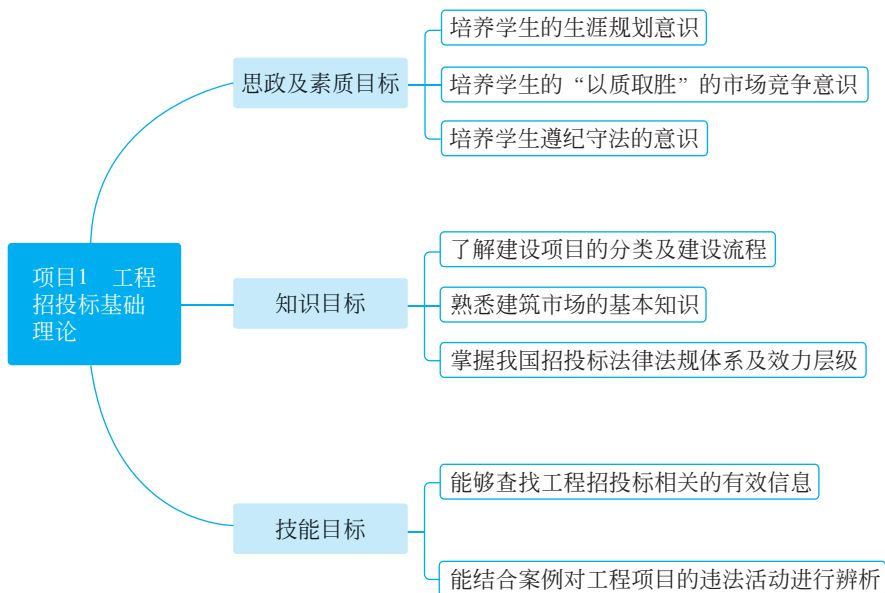 项目1　工程
招投标基础
理论
思政及素质目标
培养学生的生涯规划意识
培养学生的“以质取胜”的市场竞争意识
培养学生遵纪守法的意识
知识目标
了解建设项目的分类及建设流程
熟悉建筑市场的基本知识
掌握我国招投标法律法规体系及效力层级
技能目标
能够查找工程招投标相关的有效信息
能结合案例对工程项目的违法活动进行辨析